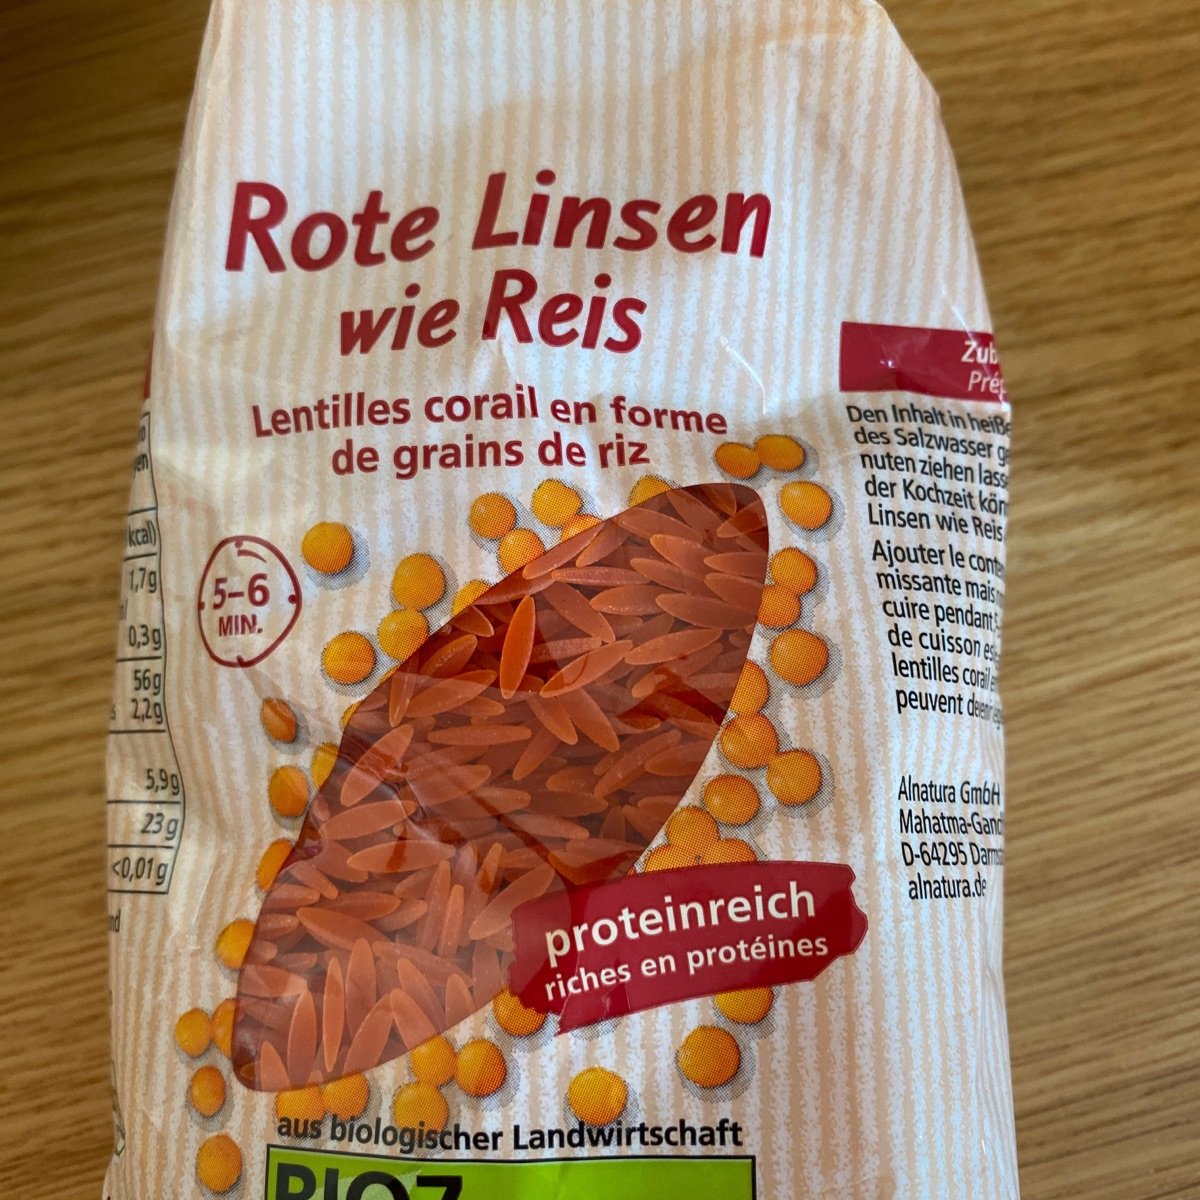 Rote Linsen
wie Reis
Lentilles corail en forme
de grains de riz
5–6
MIN.
proteinreich
riches en protéines
aus biologischer Landwirtschaft
kcal)
1,7g
0,3g
56g
2,2g
5,9g
23g
<0,01g
Den Inhalt in
des Salzwasser
nuten ziehen
der Kochzeit
Linsen wie Reis
Ajouter le
missante mais
cuire pendant
de cuisson
lentilles corail
peuvent
Alnatura GmbH
Mahatma-
D-64295
alnatura.de